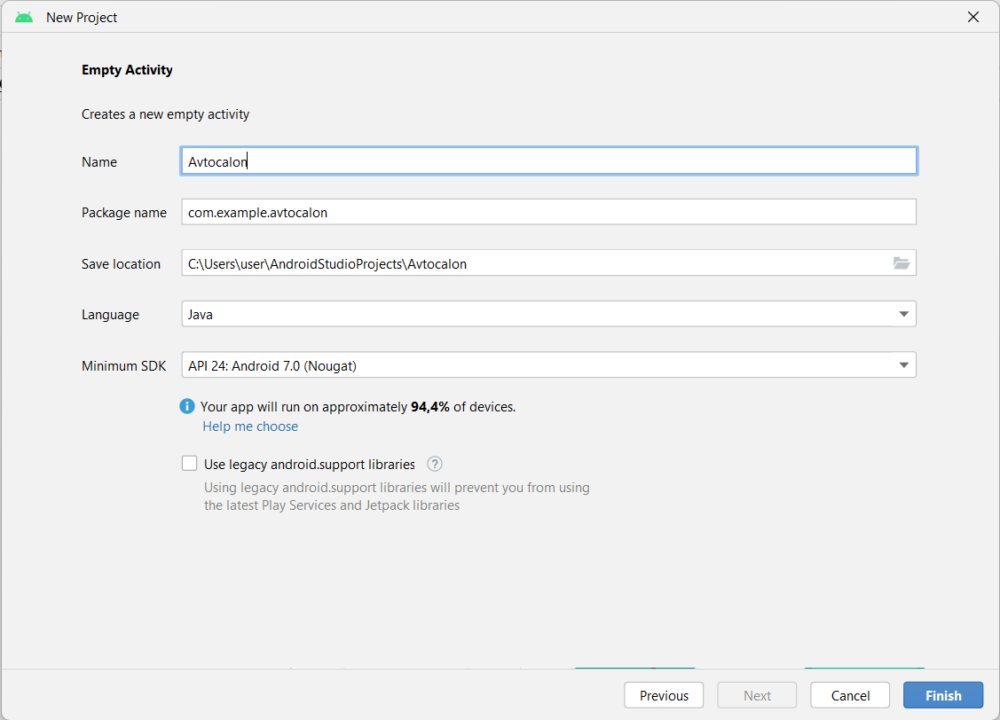 New Project
Empty Activity
Creates a new empty activity
Name Avtocalon
Package name com.example.avtocalon
Save location C:\Users\user\AndroidStudioProjects\Avtocalon
Language Java
Minimum SDK API 24: Android 7.0 (Nougat)
Your app will run on approximately 94,4% of devices.
Help me choose
Use legacy android.support libraries ?
Using legacy android.support libraries will prevent you from using
the latest Play Services and Jetpack libraries
Previous Next Cancel Finish